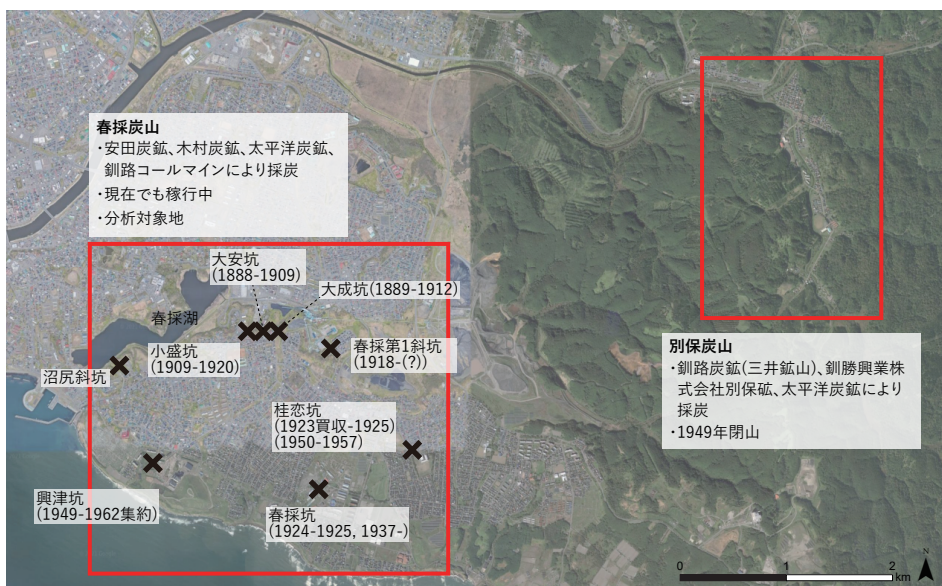 春採炭山
・安田炭鉱、木村炭鉱、太平洋炭鉱、
釧路コールマインにより採炭
・現在でも稼行中
・分析対象地
大安坑
(1888-1909)
大成坑(1889-1912)
春採湖
小盛坑
(1909-1920)
春採第1斜坑
(1918-(?))
沼尻斜坑
桂恋坑
(1923買収-1925)
(1950-1957)
興津坑
(1949-1962集約)
春採坑
(1924-1925, 1937-)
別保炭山
・釧路炭鉱(三井鉱山)、釧勝興業株
式会社別保砿、太平洋炭鉱により
採炭
・1949年閉山
N
0 1 2
km